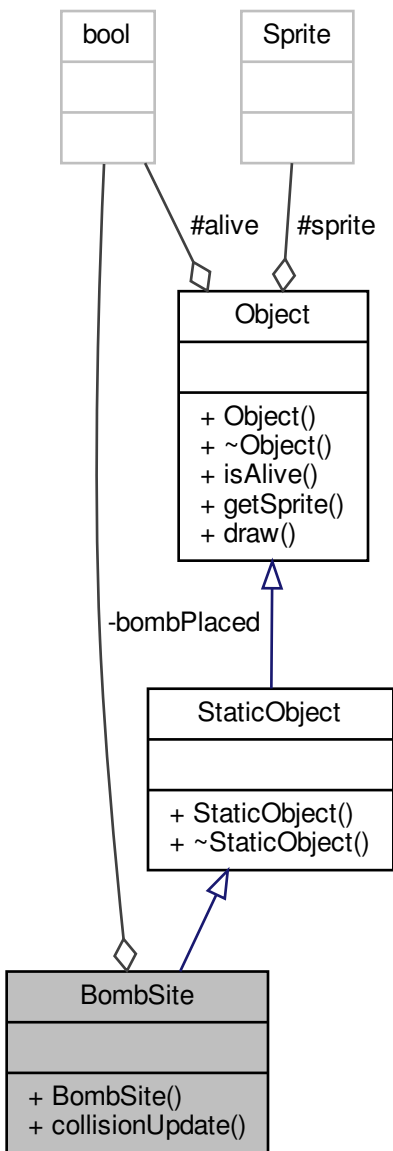 bool
Sprite
#alive
#sprite
Object
+ Object()
+ ~Object()
+ isAlive()
+ getSprite()
+ draw()
-bombPlaced
StaticObject
+ StaticObject()
+ ~StaticObject()
BombSite
+ BombSite()
+ collisionUpdate()